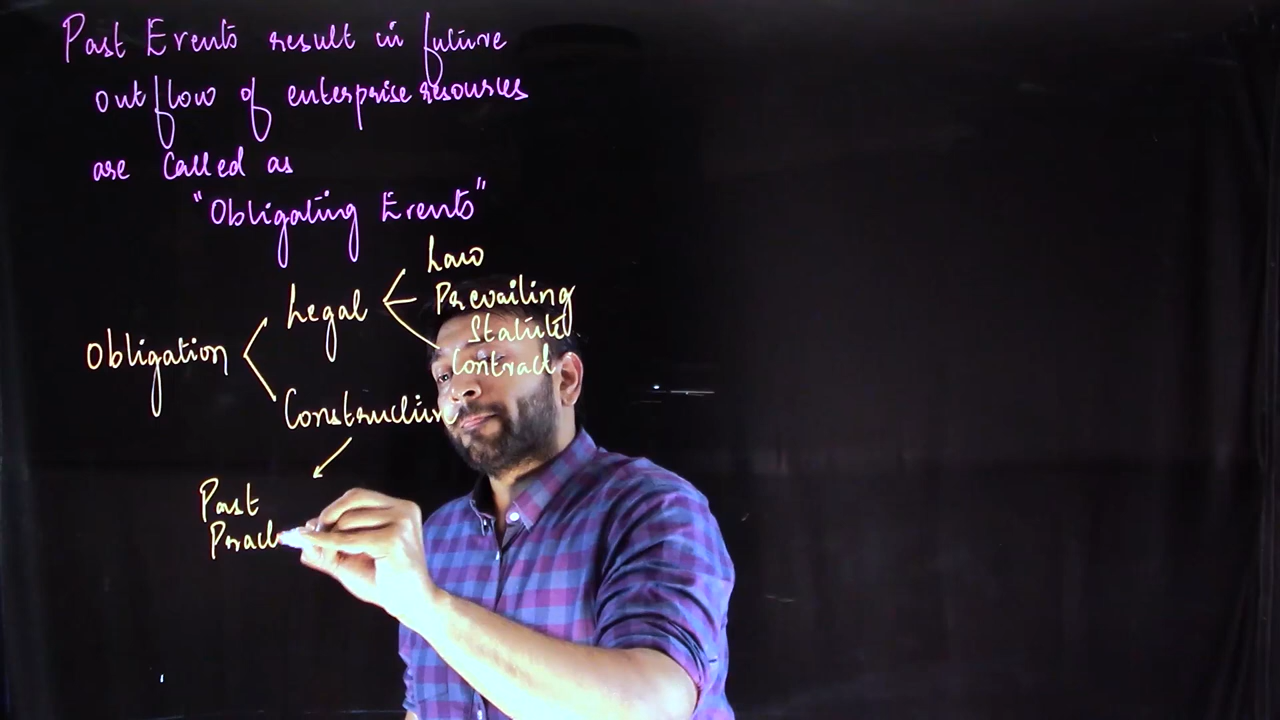 Past Events result in future
outflow of enterprise resources
are called as
"Obligating Events"
Law
Legal
Prevailing
Statute
Obligation
Contract
Constructive
Past
Prac